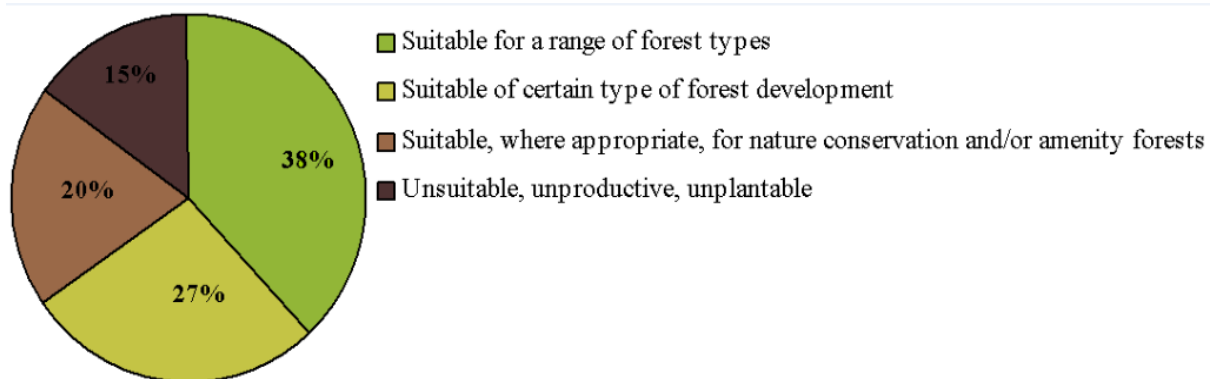 Suitable for a range of forest types
15%
Suitable of certain type of forest development
38%
Suitable, where appropriate, for nature conservation and/or amenity forests
20%
Unsuitable, unproductive, unplantable
27%